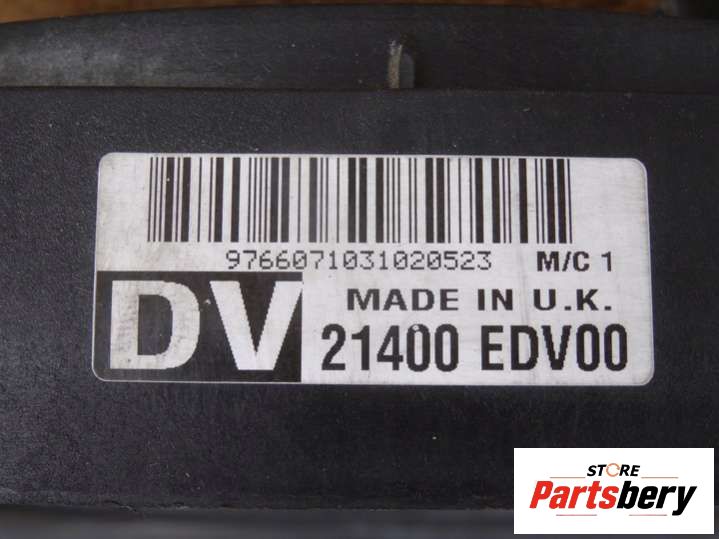 9766071031020523 M/C 1
DV
MADE IN U.K.
21400 EDV00
STORE
Partsbery